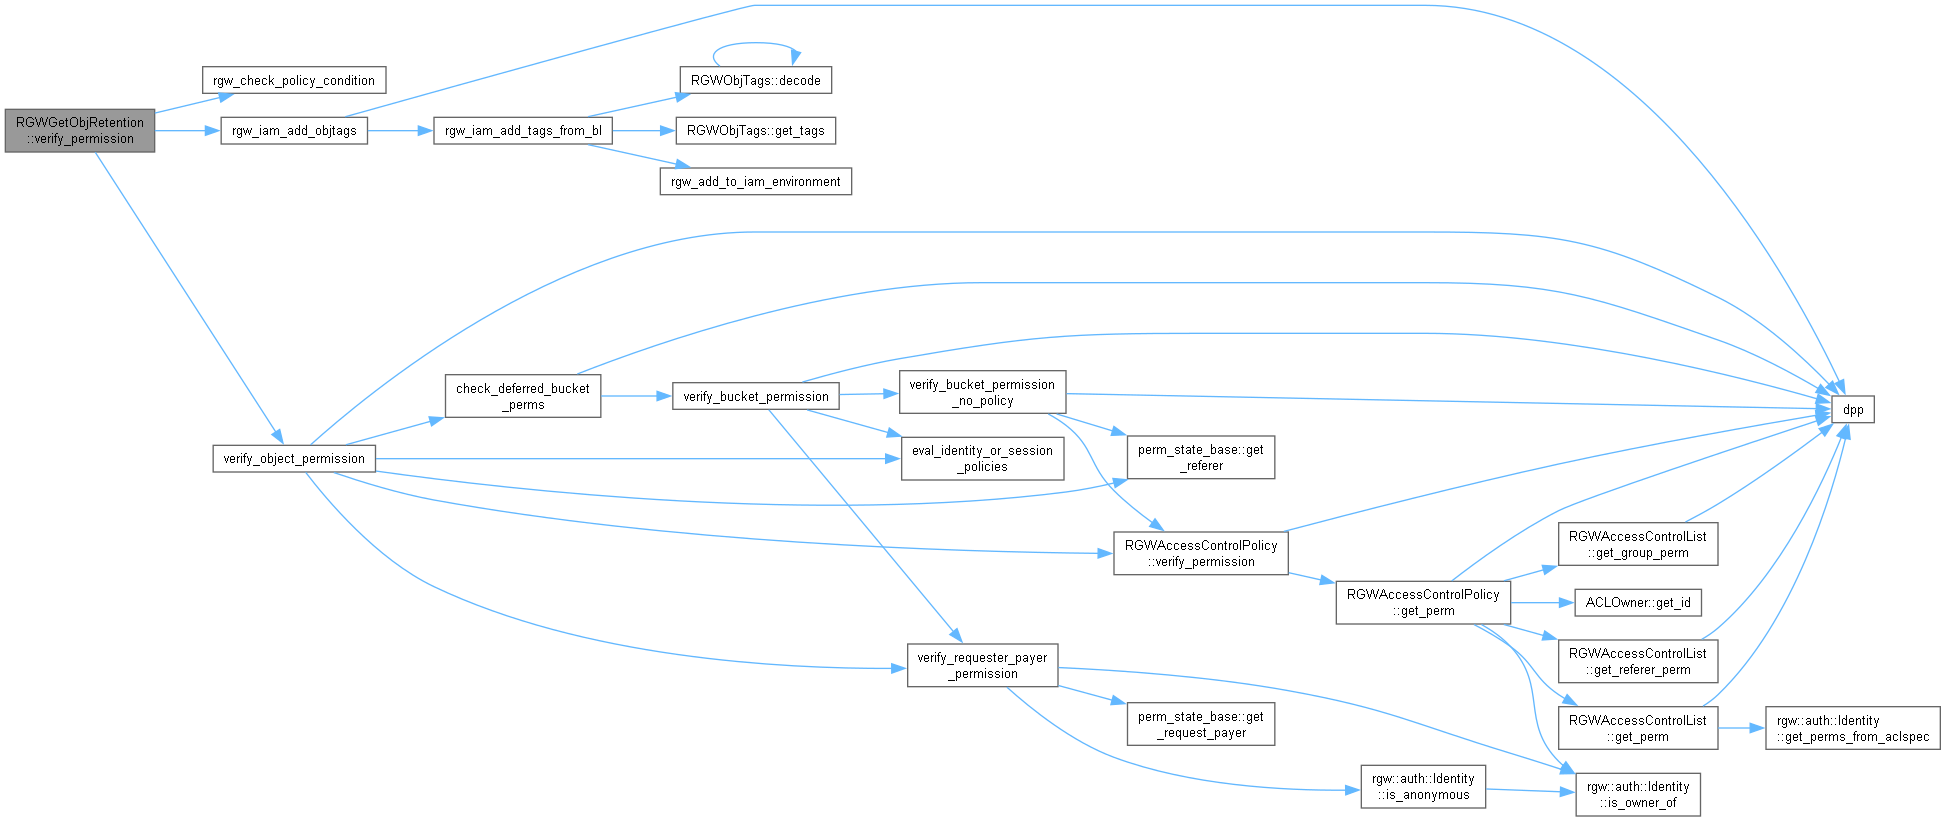 RGWGetObjRetention
::verify_permission
rgw_check_policy_condition
rgw_iam_add_objtags
rgw_iam_add_tags_from_bl
RGWObjTags::decode
RGWObjTags::get_tags
rgw_add_to_iam_environment
verify_object_permission
check_deferred_bucket
_perms
verify_bucket_permission
verify_bucket_permission
_no_policy
eval_identity_or_session
_policies
perm_state_base::get
_referer
RGWAccessControlPolicy
::verify_permission
RGWAccessControlPolicy
::get_perm
verify_requester_payer
_permission
perm_state_base::get
_request_payer
rgw::auth::Identity
::is_anonymous
RGWAccessControlList
::get_group_perm
ACLOwner::get_id
RGWAccessControlList
::get_referer_perm
RGWAccessControlList
::get_perm
rgw::auth::Identity
::is_owner_of
dpp
rgw::auth::Identity
::get_perms_from_aclspec